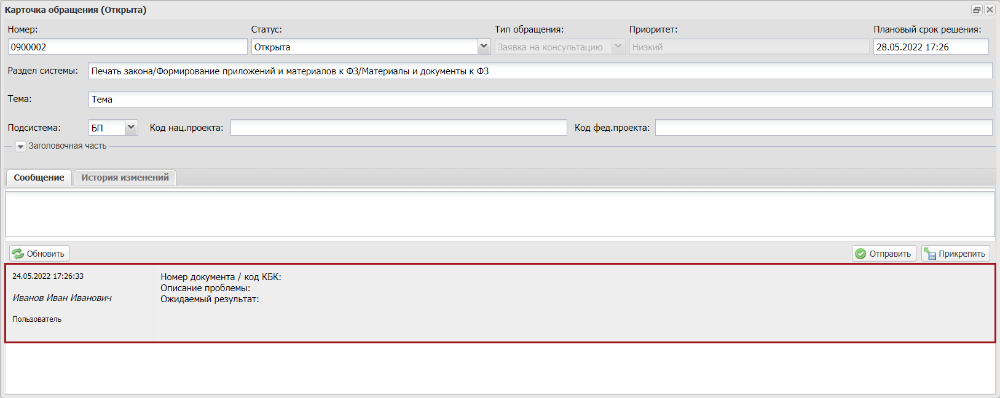 Карточка обращения (Открыта)
Номер: Статус: Тип обращения: Приоритет: Плановый срок решения:
0900002 Открыта Заявка на консультацию Низкий 28.05.2022 17:26
Раздел системы: Печать закона/Формирование приложений и материалов к ФЗ/Материалы и документы к ФЗ
Тема: Тема
Подсистема: БП Код нац.проекта: Код фед.проекта:
Заголовочная часть
Сообщение История изменений
Обновить Отправить Прикрепить
24.05.2022 17:26:33
Иванов Иван Иванович
Пользователь
Номер документа / код КБК:
Описание проблемы:
Ожидаемый результат: